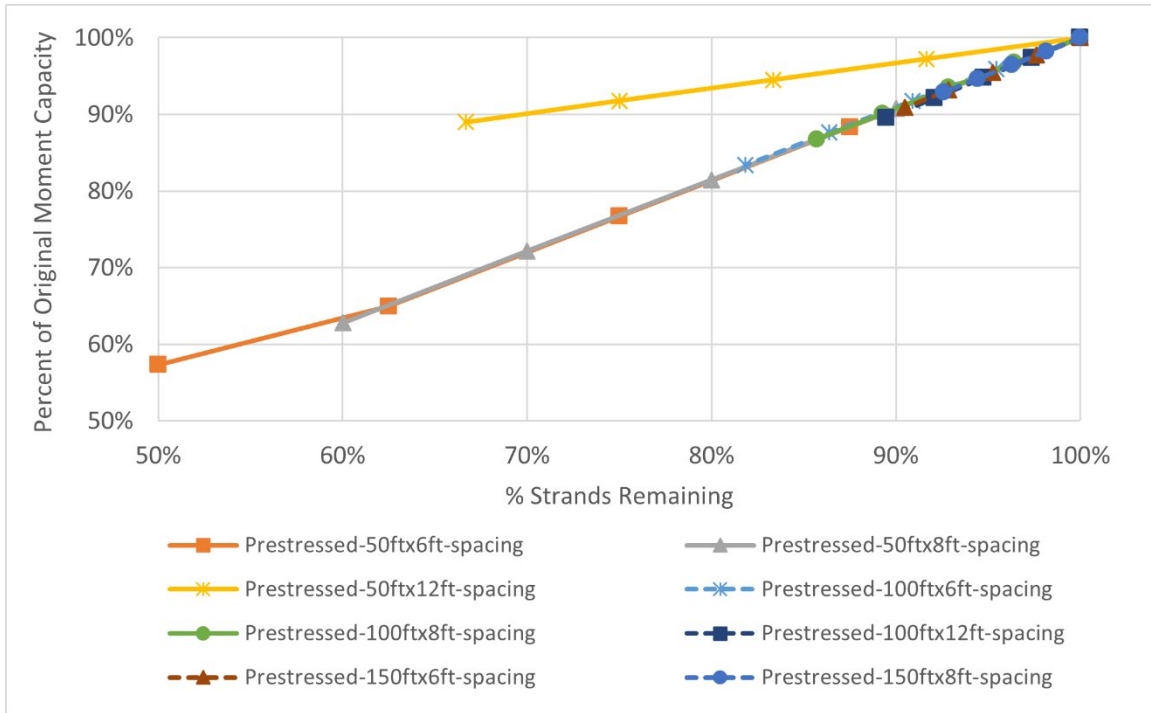 Percent of Original Moment Capacity
100%
90%
80%
70%
60%
50%
50% 60% 70% 80% 90% 100%
% Strands Remaining
Prestressed-50ftx6ft-spacing Prestressed-50ftx8ft-spacing
Prestressed-50ftx12ft-spacing Prestressed-100ftx6ft-spacing
Prestressed-100ftx8ft-spacing Prestressed-100ftx12ft-spacing
Prestressed-150ftx6ft-spacing Prestressed-150ftx8ft-spacing